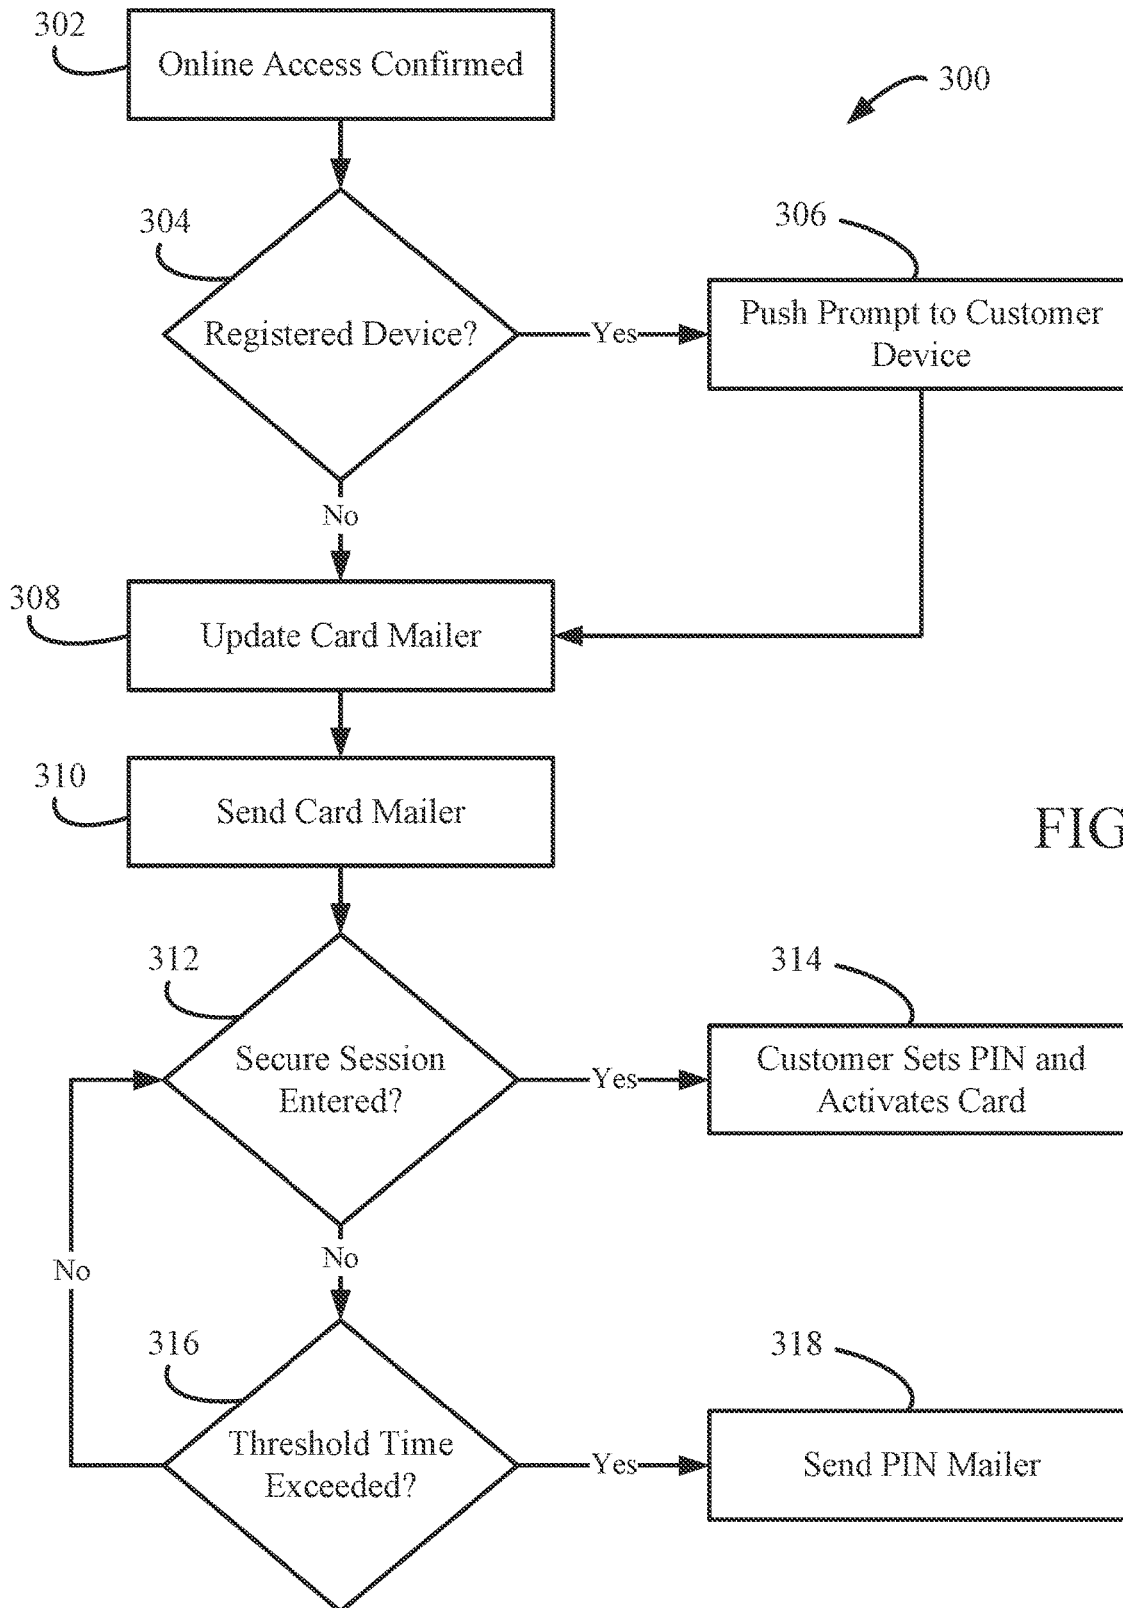 302
Online Access Confirmed
300
304
306
Registered Device?
Yes
Push Prompt to Customer
Device
No
308
Update Card Mailer
310
Send Card Mailer
FIG
312
314
Secure Session
Entered?
Yes
Customer Sets PIN and
Activates Card
No
No
316
318
Threshold Time
Exceeded?
Yes
Send PIN Mailer